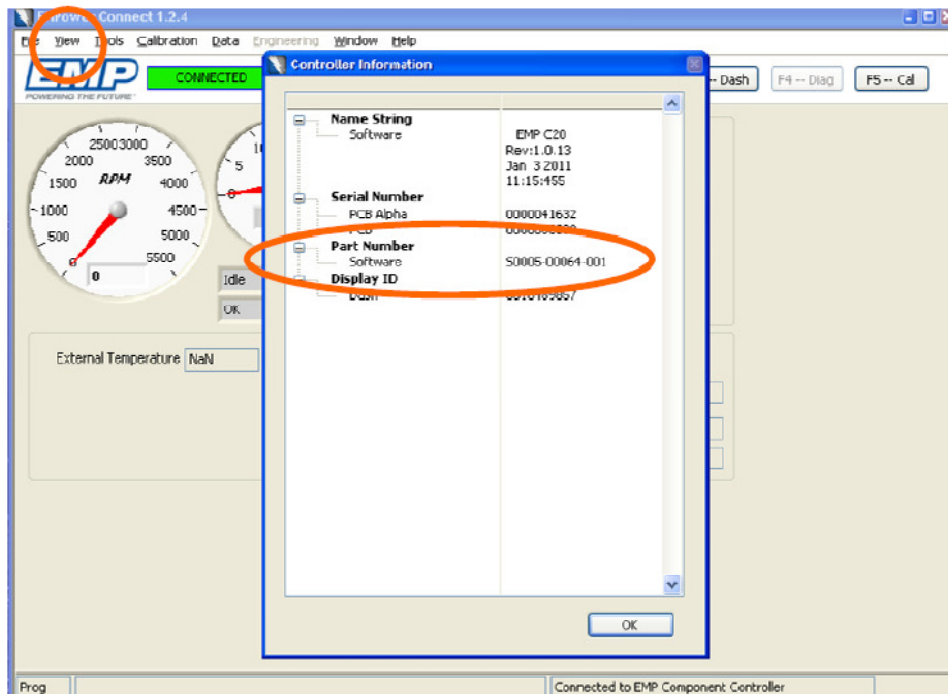 Connect 1.2.4
View Tools Calibration Data Engineering Window Help
EMP
POWERING THE FUTURE
CONNECTED
-- Dash
F4 -- Diag
F5 -- Cal
Controller Information
Name String
Software EMP C20
Rev:1.0.13
Jan 3 2011
11:15:455
Serial Number
PCB Alpha 0000041632
PCB
Part Number
Software S0005-00064-001
Display ID
Dash
RPM
0
500
1000
1500
2000
2500
3000
3500
4000
4500
5000
5500
0
0
5
Idle
OK
External Temperature NaN
OK
Prog
Connected to EMP Component Controller